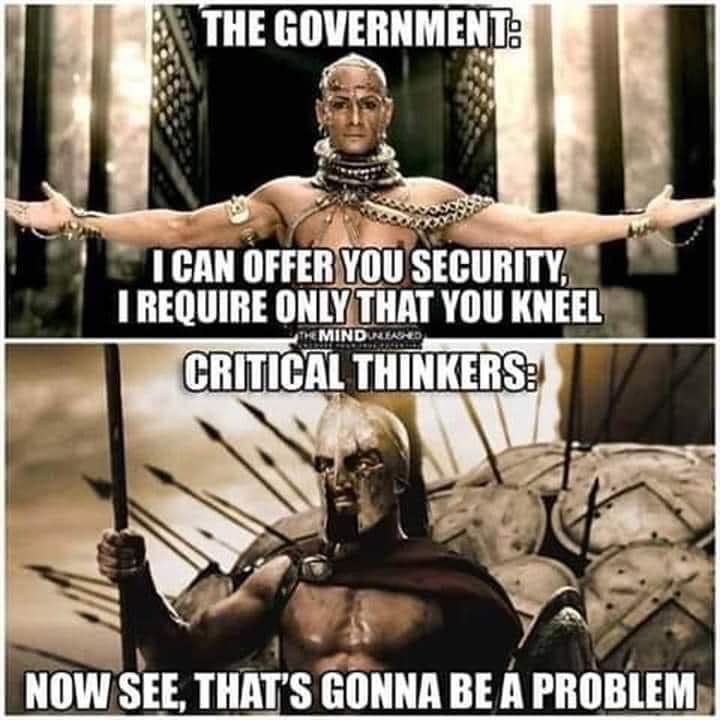 THE GOVERNMENT:
I CAN OFFER YOU SECURITY,
I REQUIRE ONLY THAT YOU KNEEL
THE MIND UNLEASHED
CRITICAL THINKERS:
NOW SEE, THAT'S GONNA BE A PROBLEM